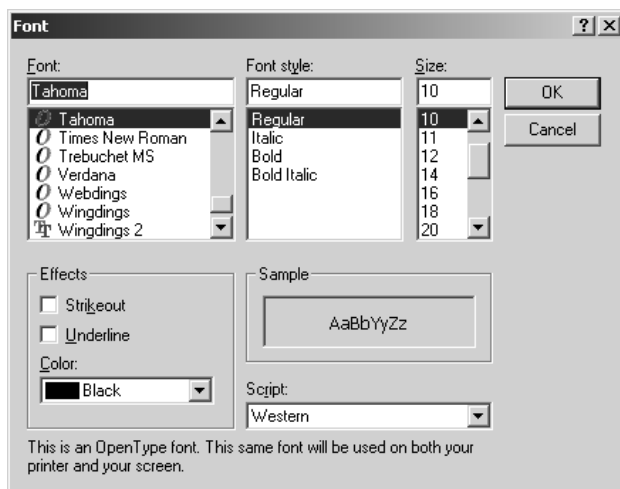 Font
Font: Font style: Size:
Tahoma Regular 10
Tahoma Regular 10
Times New Roman Italic 11
Trebuchet MS Bold 12
Verdana Bold Italic 14
Webdings 16
Wingdings 18
Wingdings 2 20
OK
Cancel
Effects
Strikeout
Underline
Color:
Black
Sample
AaBbYyZz
Script:
Western
This is an OpenType font. This same font will be used on both your
printer and your screen.